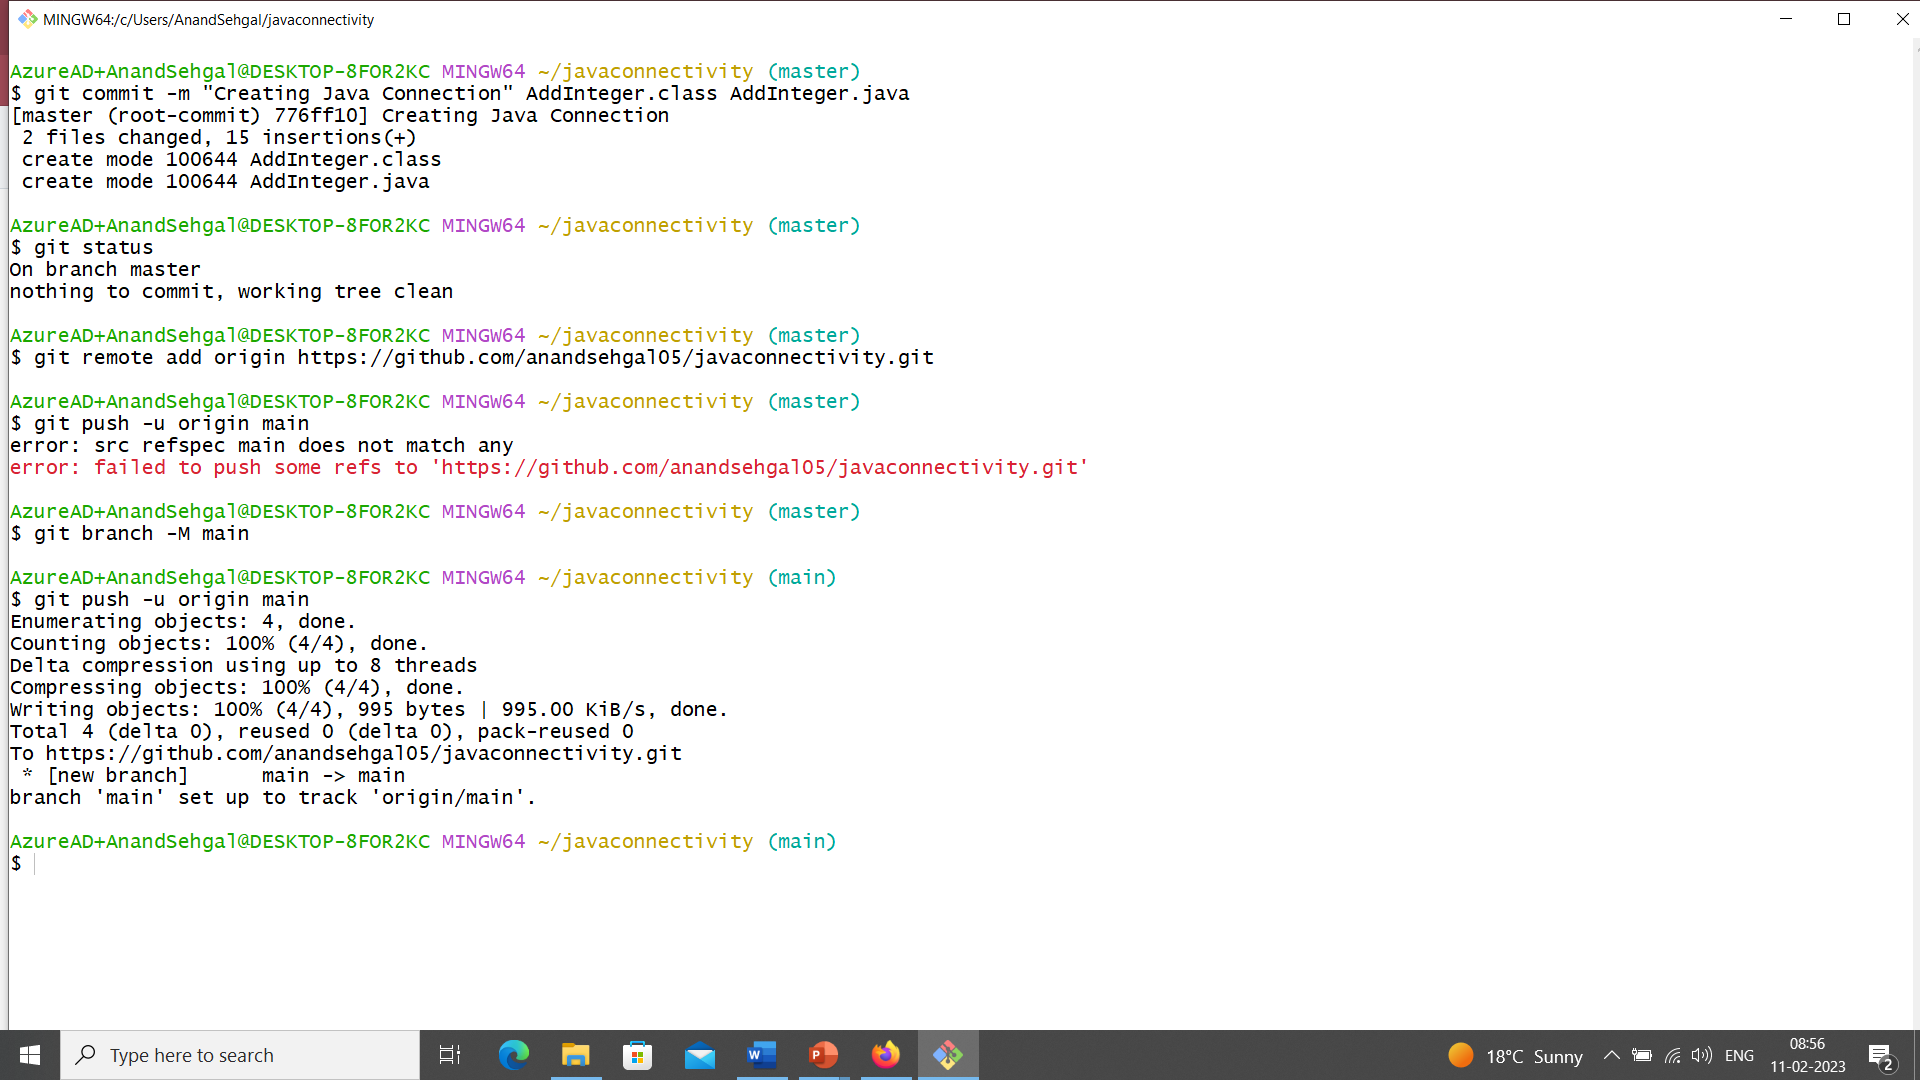 MINGW64:/c/Users/AnandSehgal/javaconnectivity
AzureAD+AnandSehgal@DESKTOP-8FOR2KC MINGW64 ~/javaconnectivity (master)
$ git commit -m "Creating Java Connection" AddInteger.class AddInteger.java
[master (root-commit) 776ff10] Creating Java Connection
 2 files changed, 15 insertions(+)
 create mode 100644 AddInteger.class
 create mode 100644 AddInteger.java
AzureAD+AnandSehgal@DESKTOP-8FOR2KC MINGW64 ~/javaconnectivity (master)
$ git status
On branch master
nothing to commit, working tree clean
AzureAD+AnandSehgal@DESKTOP-8FOR2KC MINGW64 ~/javaconnectivity (master)
$ git remote add origin https://github.com/anandsehgal05/javaconnectivity.git
AzureAD+AnandSehgal@DESKTOP-8FOR2KC MINGW64 ~/javaconnectivity (master)
$ git push -u origin main
error: src refspec main does not match any
error: failed to push some refs to 'https://github.com/anandsehgal05/javaconnectivity.git'
AzureAD+AnandSehgal@DESKTOP-8FOR2KC MINGW64 ~/javaconnectivity (master)
$ git branch -M main
AzureAD+AnandSehgal@DESKTOP-8FOR2KC MINGW64 ~/javaconnectivity (main)
$ git push -u origin main
Enumerating objects: 4, done.
Counting objects: 100% (4/4), done.
Delta compression using up to 8 threads
Compressing objects: 100% (4/4), done.
Writing objects: 100% (4/4), 995 bytes | 995.00 KiB/s, done.
Total 4 (delta 0), reused 0 (delta 0), pack-reused 0
To https://github.com/anandsehgal05/javaconnectivity.git
 * [new branch]      main -> main
branch 'main' set up to track 'origin/main'.
AzureAD+AnandSehgal@DESKTOP-8FOR2KC MINGW64 ~/javaconnectivity (main)
$
Type here to search
18°C Sunny
ENG
08:56
11-02-2023
2